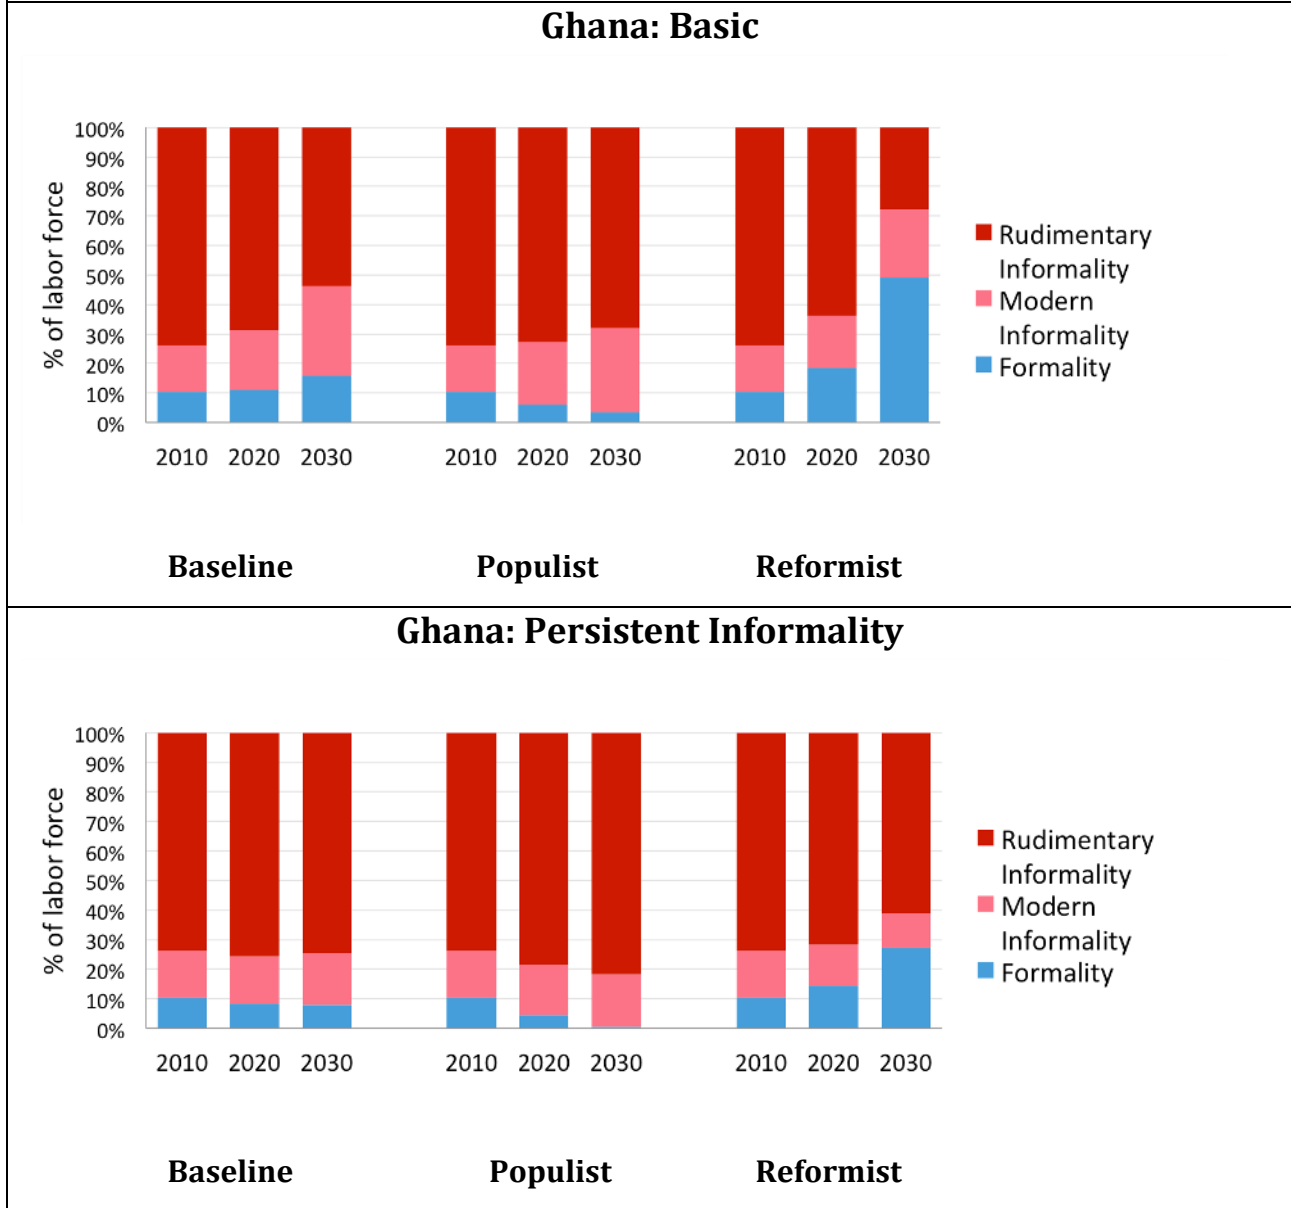 Ghana: Basic
% of labor force
100%
90%
80%
70%
60%
50%
40%
30%
20%
10%
0%
2010 2020 2030 2010 2020 2030 2010 2020 2030
Rudimentary
Informality
Modern
Informality
Formality
Baseline Populist Reformist
Ghana: Persistent Informality
% of labor force
100%
90%
80%
70%
60%
50%
40%
30%
20%
10%
0%
2010 2020 2030 2010 2020 2030 2010 2020 2030
Rudimentary
Informality
Modern
Informality
Formality
Baseline Populist Reformist